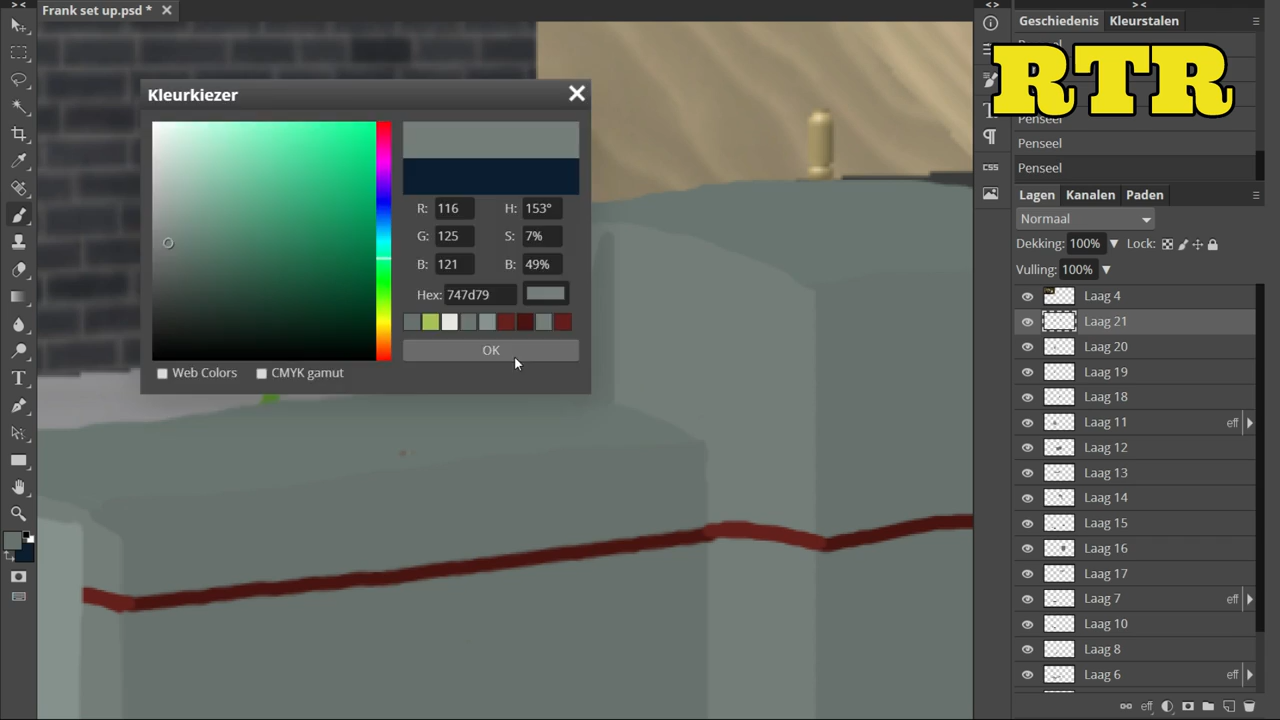 Frank set up.psd *
Geschiedenis Kleurstalen
RTR
Kleurkiezer
Penseel
Penseel
Penseel
Lagen Kanalen Paden
R: 116 H: 153°
Normaal
G: 125 S: 7%
Dekking: 100% Lock:
B: 121 B: 49%
Vulling: 100%
Hex: 747d79
OK
Web Colors CMYK gamut
CSS
Laag 4
Laag 21
Laag 20
Laag 19
Laag 18
Laag 11 eff
Laag 12
Laag 13
Laag 14
Laag 15
Laag 16
Laag 17
Laag 7 eff
Laag 10
Laag 8
Laag 6 eff
eff